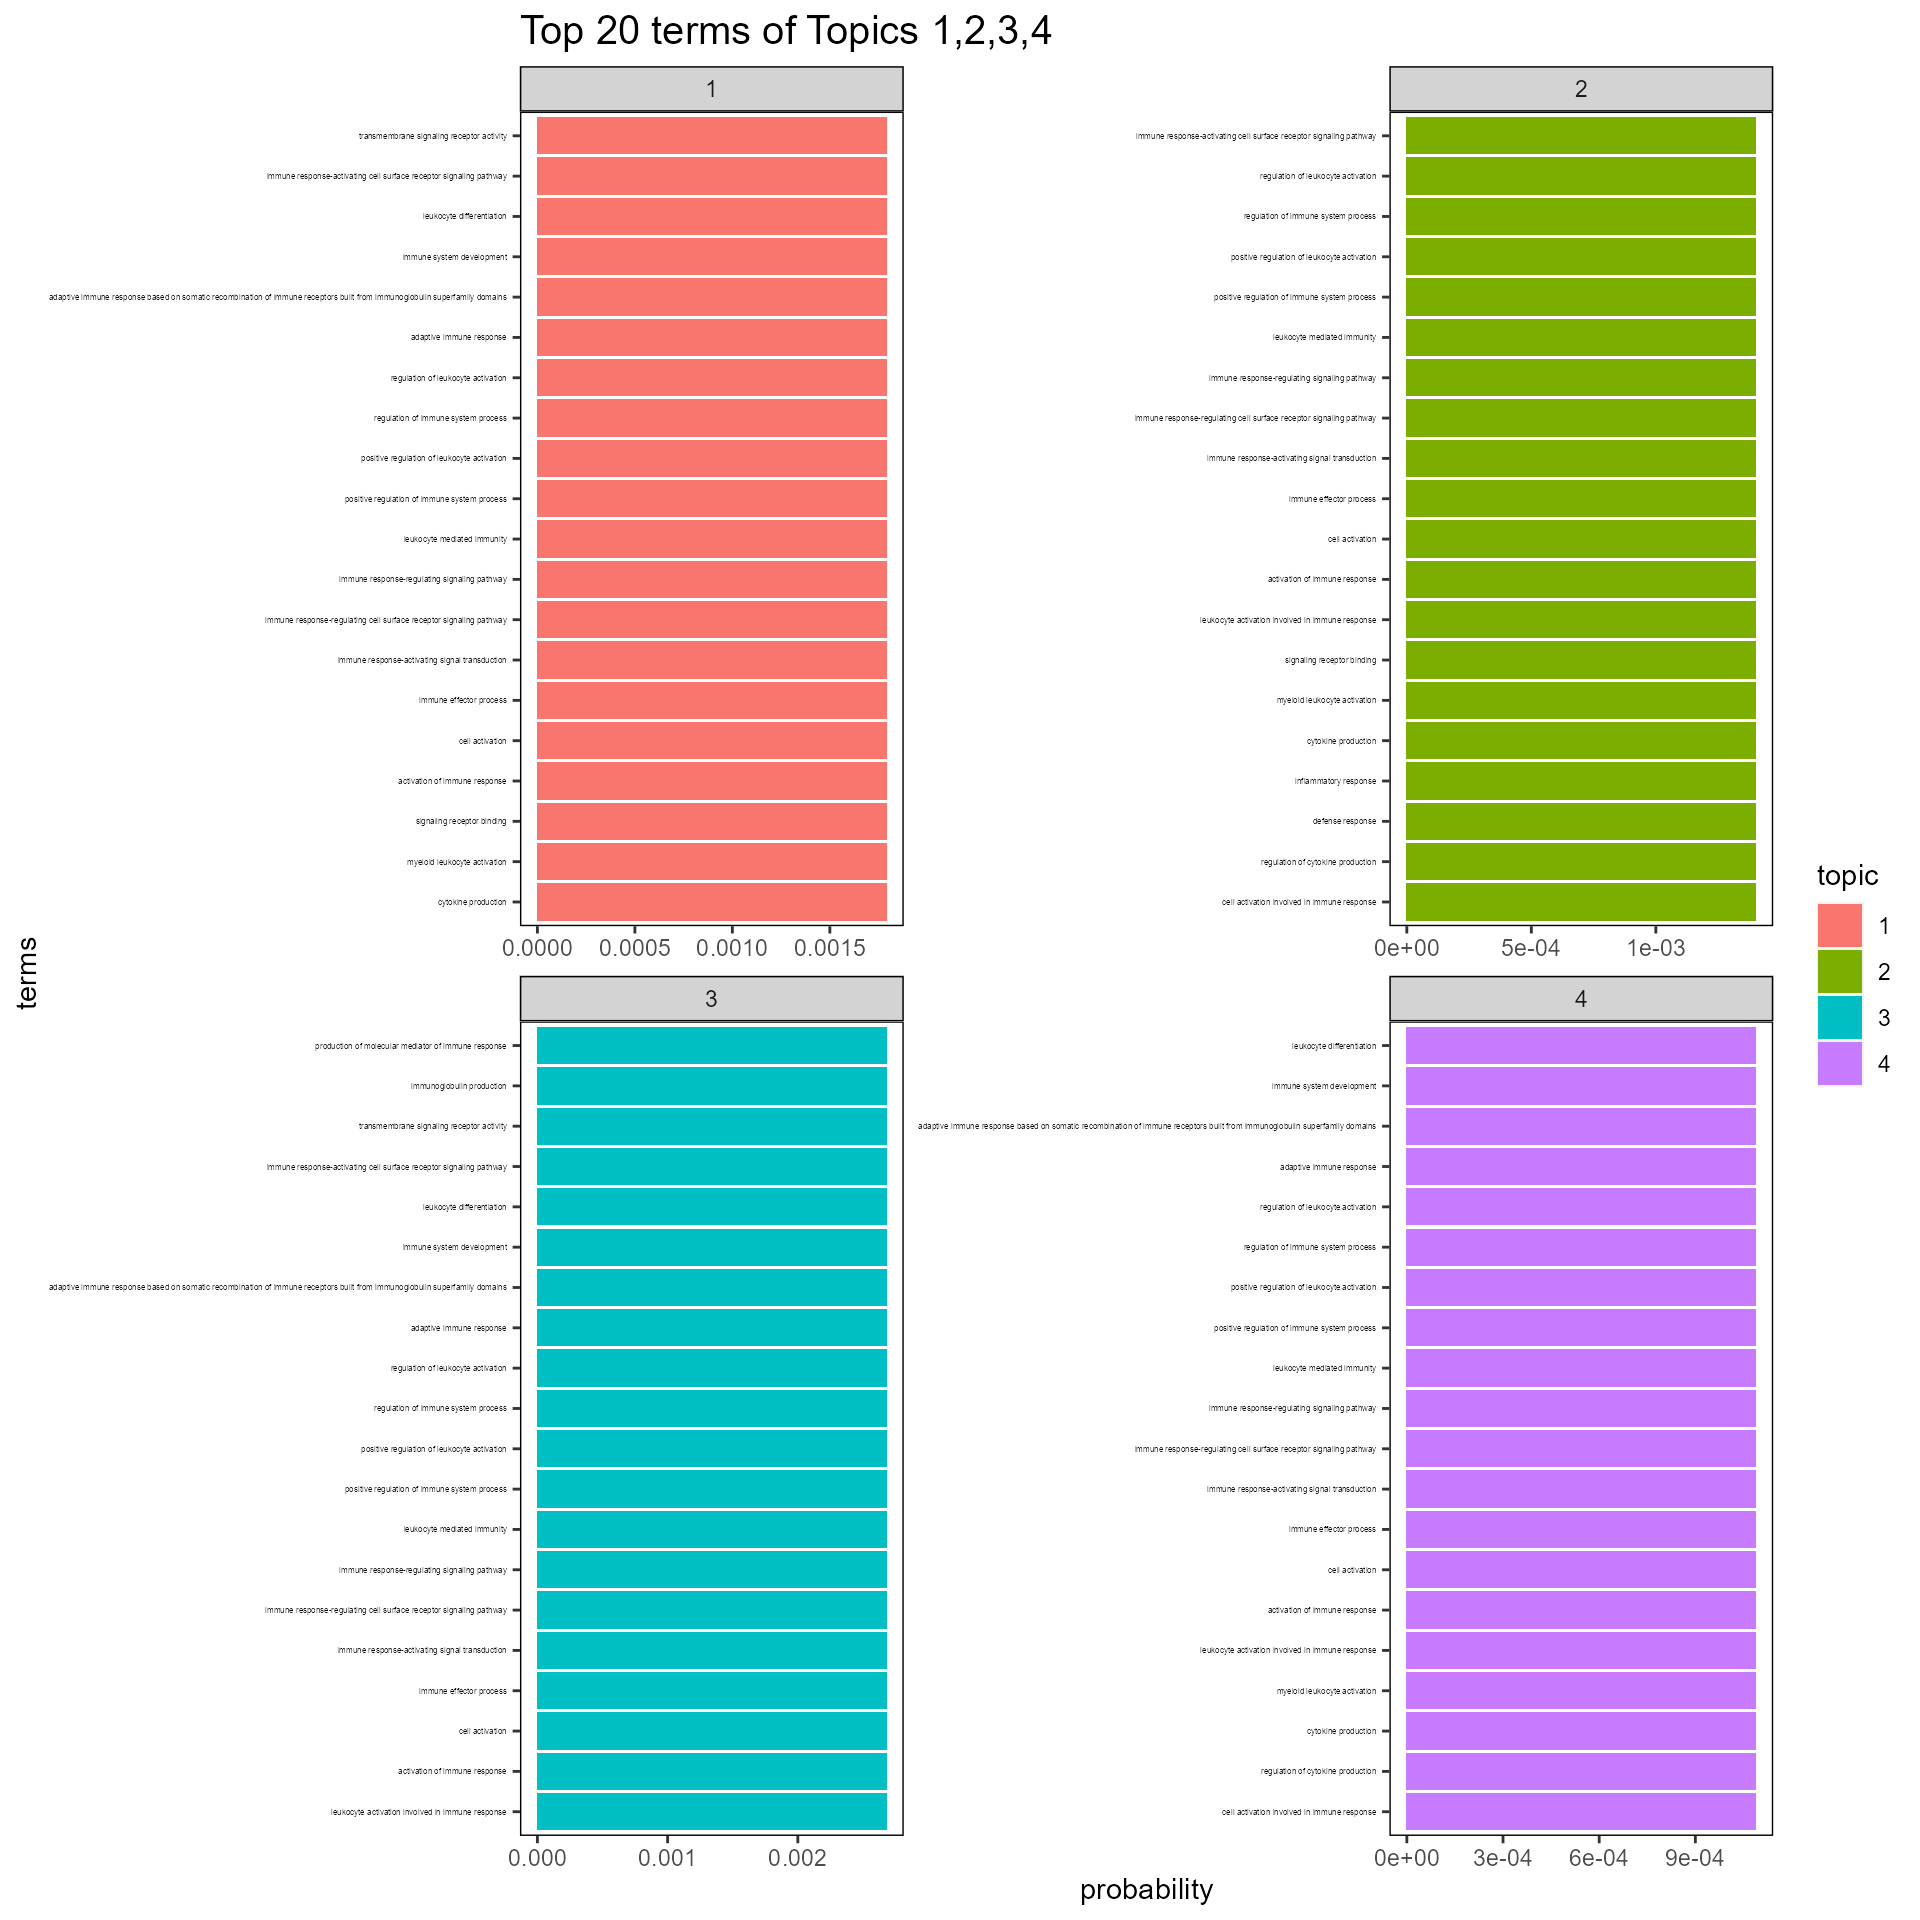 Top 20 terms of Topics 1,2,3,4
1
transmembrane signaling receptor activity
immune response-activating cell surface receptor signaling pathway
leukocyte differentiation
immune system development
adaptive immune response based on somatic recombination of immune receptors built from immunoglobulin superfamily domains
adaptive immune response
regulation of leukocyte activation
regulation of immune system process
positive regulation of leukocyte activation
positive regulation of immune system process
leukocyte mediated immunity
immune response-regulating signaling pathway
immune response-regulating cell surface receptor signaling pathway
immune response-activating signal transduction
immune effector process
cell activation
activation of immune response
signaling receptor binding
myeloid leukocyte activation
cytokine production
0.0000 0.0005 0.0010 0.0015
2
immune response-activating cell surface receptor signaling pathway
regulation of leukocyte activation
regulation of immune system process
positive regulation of leukocyte activation
positive regulation of immune system process
leukocyte mediated immunity
immune response-regulating signaling pathway
immune response-regulating cell surface receptor signaling pathway
immune response-activating signal transduction
immune effector process
cell activation
activation of immune response
leukocyte activation involved in immune response
signaling receptor binding
myeloid leukocyte activation
cytokine production
inflammatory response
defense response
regulation of cytokine production
cell activation involved in immune response
0e+00 5e-04 1e-03
3
production of molecular mediator of immune response
immunoglobulin production
transmembrane signaling receptor activity
immune response-activating cell surface receptor signaling pathway
leukocyte differentiation
immune system development
adaptive immune response based on somatic recombination of immune receptors built from immunoglobulin superfamily domains
adaptive immune response
regulation of leukocyte activation
regulation of immune system process
positive regulation of leukocyte activation
positive regulation of immune system process
leukocyte mediated immunity
immune response-regulating signaling pathway
immune response-regulating cell surface receptor signaling pathway
immune response-activating signal transduction
immune effector process
cell activation
activation of immune response
leukocyte activation involved in immune response
0.000 0.001 0.002
4
leukocyte differentiation
immune system development
adaptive immune response based on somatic recombination of immune receptors built from immunoglobulin superfamily domains
adaptive immune response
regulation of leukocyte activation
regulation of immune system process
positive regulation of leukocyte activation
positive regulation of immune system process
leukocyte mediated immunity
immune response-regulating signaling pathway
immune response-regulating cell surface receptor signaling pathway
immune response-activating signal transduction
immune effector process
cell activation
activation of immune response
leukocyte activation involved in immune response
myeloid leukocyte activation
cytokine production
regulation of cytokine production
cell activation involved in immune response
0e+00 3e-04 6e-04 9e-04
terms
probability
topic
1
2
3
4